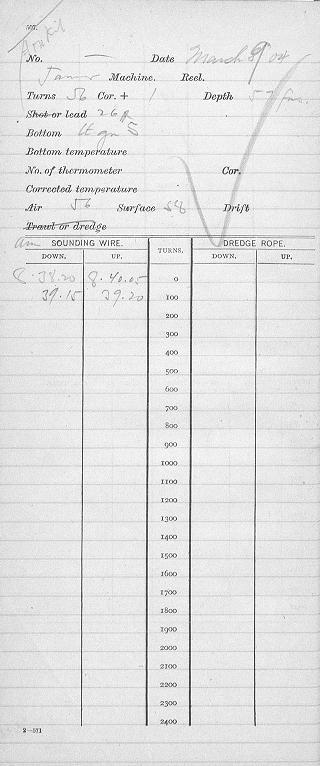 No. — Date March 8/04
Tanner Machine. Reel.
Turns 56 Cor. + 1 Depth 57 fms.
Shot or lead 26 #
Bottom lt gn S
Bottom temperature
No. of thermometer Cor.
Corrected temperature
Air 56 Surface 58 Drift
Trawl or dredge
am SOUNDING WIRE. TURNS. DREDGE ROPE.
DOWN. UP. DOWN. UP.
8.38.20 8.40.05 0
39.15 39.20 100
200
300
400
500
600
700
800
900
1000
1100
1200
1300
1400
1500
1600
1700
1800
1900
2000
2100
2200
2300
2400
2—571